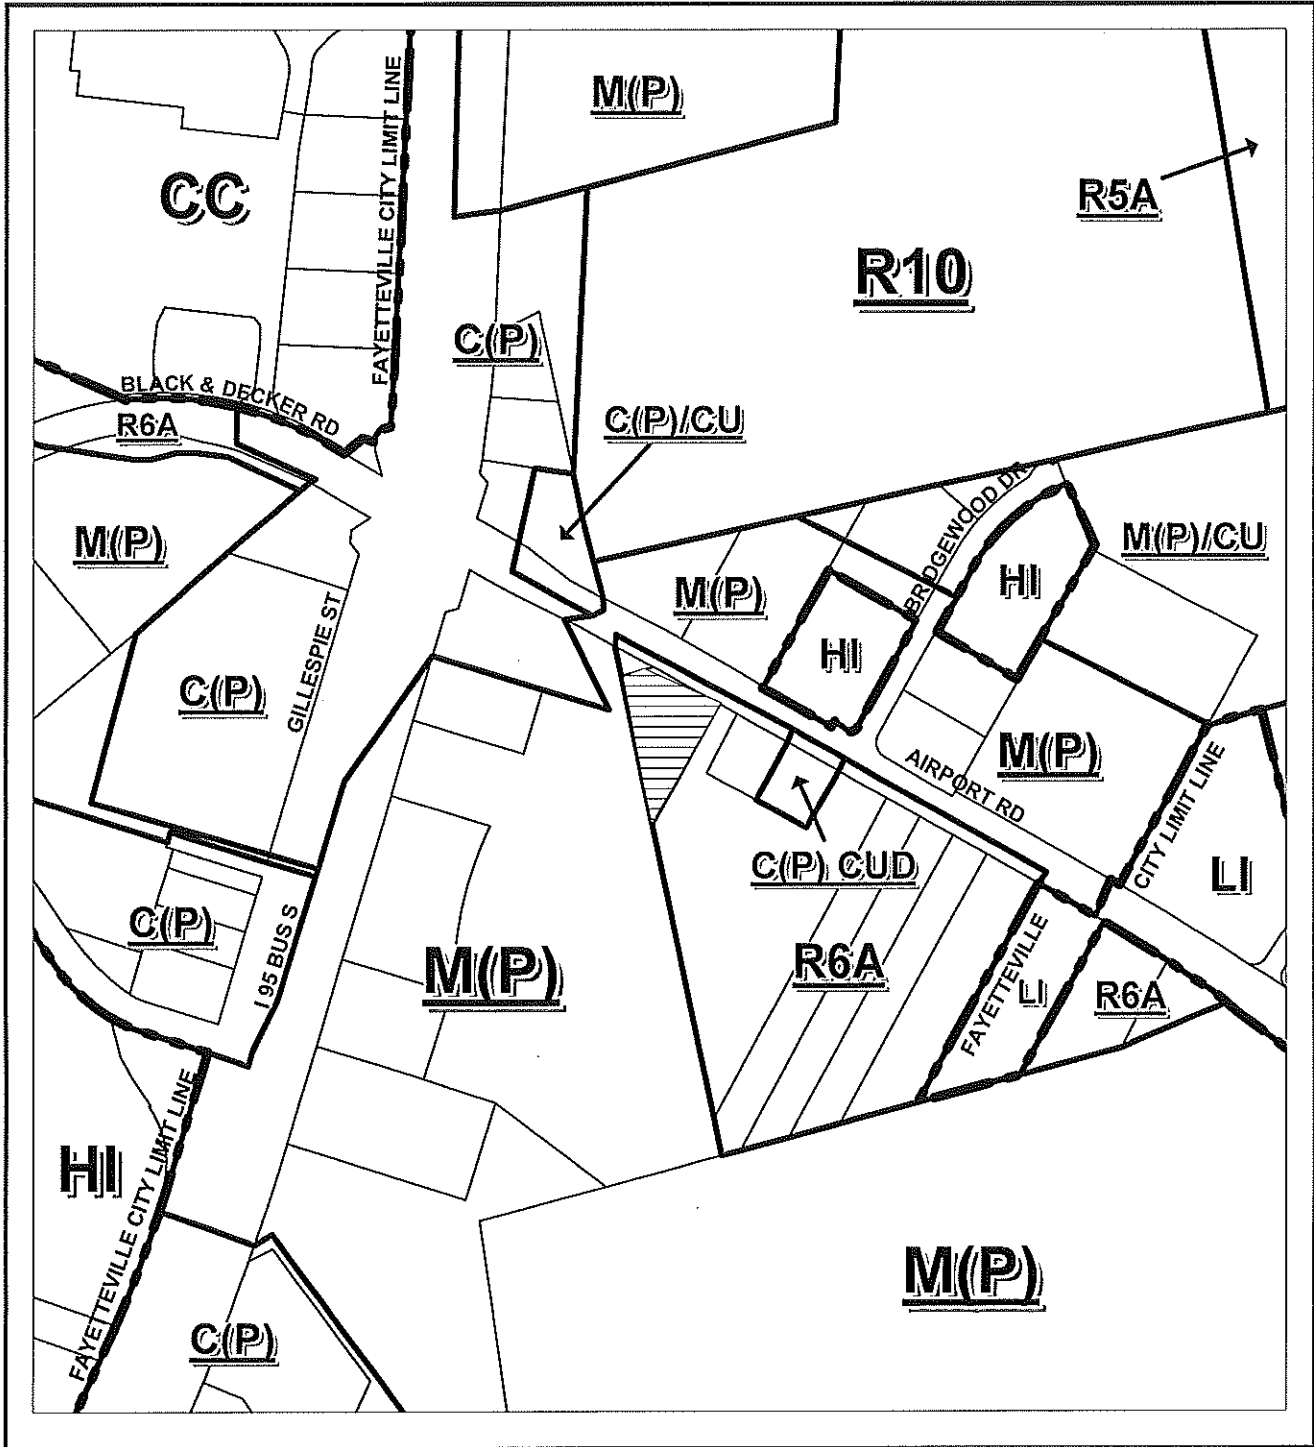 M(P)
CC
FAYETTEVILLE CITY LIMIT LINE
R5A
R10
C(P)
BLACK & DECKER RD
R6A
C(P)/CU
M(P)
BRIDGEWOOD DR
M(P)/CU
HI
M(P)
HI
GILLESPIE ST
C(P)
M(P)
AIRPORT RD
CITY LIMIT LINE
C(P) CUD
LI
C(P)
I 95 BUS S
M(P)
R6A
FAYETTEVILLE
LI
R6A
HI
FAYETTEVILLE CITY LIMIT LINE
M(P)
C(P)